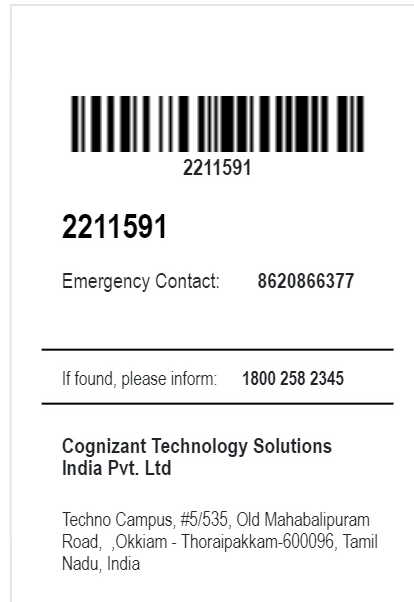 2211591
2211591
Emergency Contact: 8620866377
If found, please inform: 1800 258 2345
Cognizant Technology Solutions
India Pvt. Ltd
Techno Campus, #5/535, Old Mahabalipuram
Road, ,Okkiam - Thoraipakkam-600096, Tamil
Nadu, India